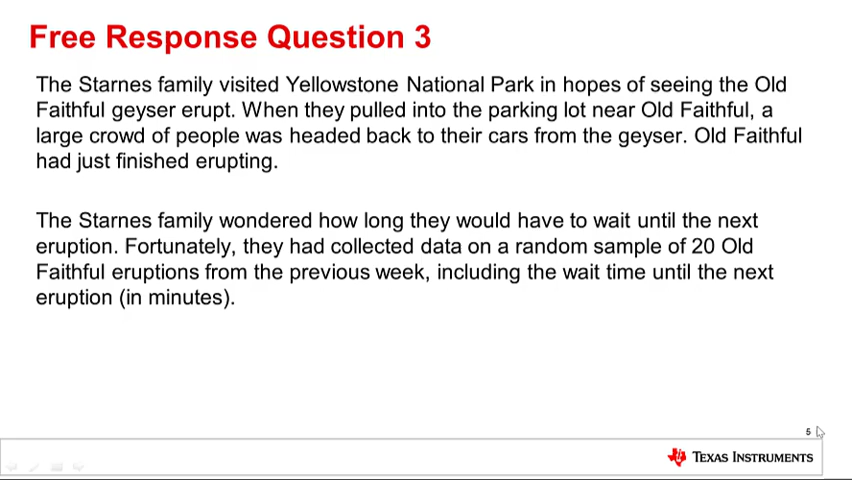 Free Response Question 3
The Starnes family visited Yellowstone National Park in hopes of seeing the Old
Faithful geyser erupt. When they pulled into the parking lot near Old Faithful, a
large crowd of people was headed back to their cars from the geyser. Old Faithful
had just finished erupting.
The Starnes family wondered how long they would have to wait until the next
eruption. Fortunately, they had collected data on a random sample of 20 Old
Faithful eruptions from the previous week, including the wait time until the next
eruption (in minutes).
5
TEXAS INSTRUMENTS